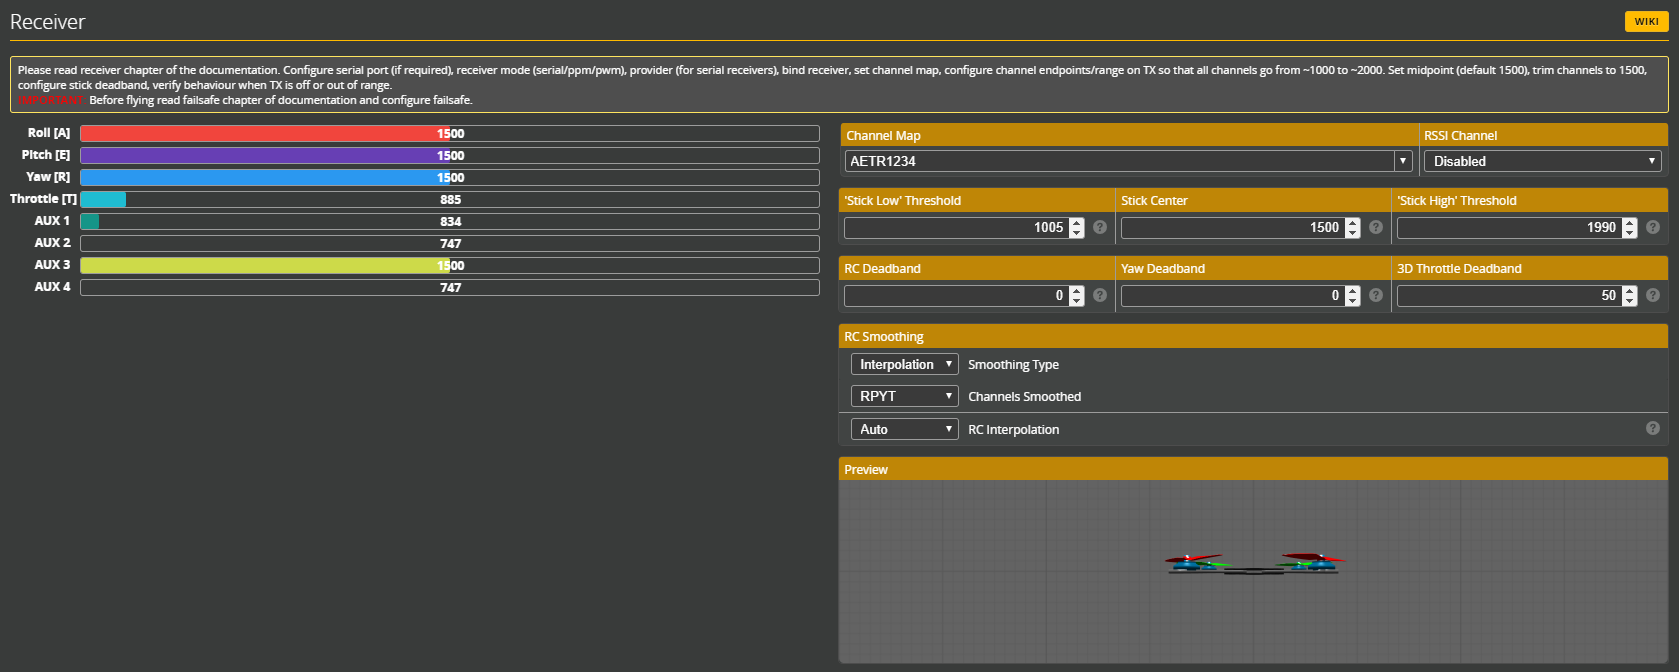 Receiver
WIKI
Please read receiver chapter of the documentation. Configure serial port (if required), receiver mode (serial/ppm/pwm), provider (for serial receivers), bind receiver, set channel map, configure channel endpoints/range on TX so that all channels go from ~1000 to ~2000. Set midpoint (default 1500), trim channels to 1500,
configure stick deadband, verify behaviour when TX is off or out of range.
IMPORTANT: Before flying read failsafe chapter of documentation and configure failsafe.
Roll [A] 1500
Pitch [E] 1500
Yaw [R] 1500
Throttle [T] 885
AUX 1 834
AUX 2 747
AUX 3 1500
AUX 4 747
Channel Map RSSI Channel
AETR1234 Disabled
'Stick Low' Threshold Stick Center 'Stick High' Threshold
1005 ? 1500 ? 1990 ?
RC Deadband Yaw Deadband 3D Throttle Deadband
0 ? 0 ? 50 ?
RC Smoothing
Interpolation Smoothing Type
RPYT Channels Smoothed
Auto RC Interpolation ?
Preview